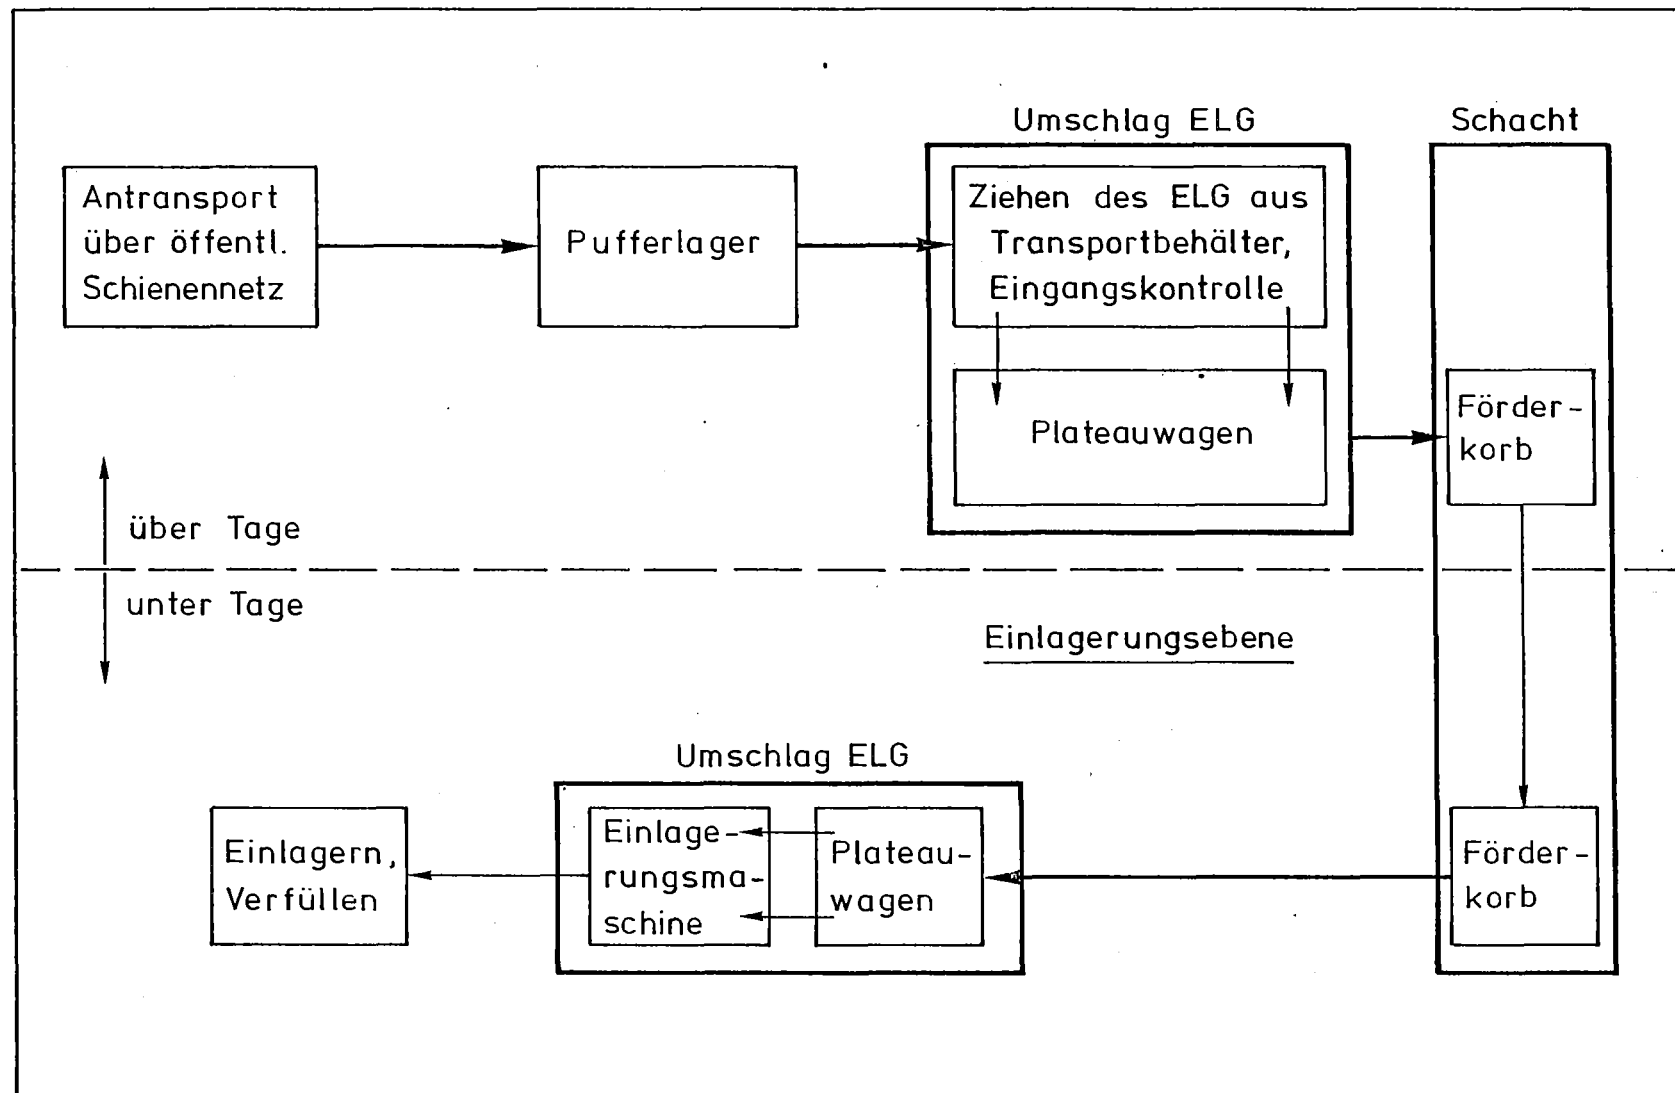 Umschlag ELG
Schacht
Antransport
über öffentl.
Schienennetz
Pufferlager
Ziehen des ELG aus
Transportbehälter,
Eingangskontrolle
Plateauwagen
Förder-
korb
über Tage
unter Tage
Einlagerungsebene
Umschlag ELG
Einlagern,
Verfüllen
Einlage-
rungsma-
schine
Plateau-
wagen
Förder-
korb